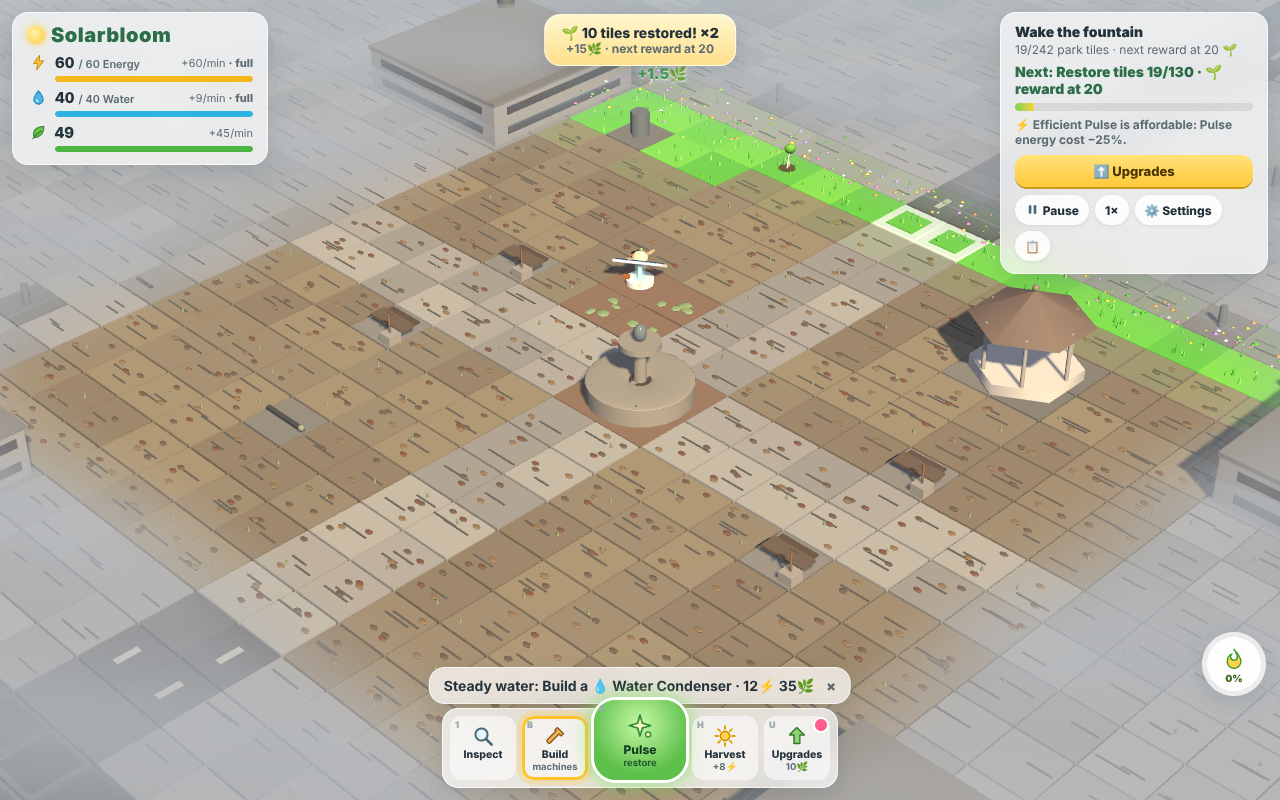 Solarbloom
60 / 60 Energy +60/min · full
40 / 40 Water +9/min · full
49 +45/min
🌱 10 tiles restored! ×2
+15🌿 · next reward at 20
+1.5🌿
Wake the fountain
19/242 park tiles · next reward at 20 🌱
Next: Restore tiles 19/130 · 🌱
reward at 20
⚡ Efficient Pulse is affordable: Pulse
energy cost −25%.
⬆️ Upgrades
⏸ Pause
1×
⚙️ Settings
📋
0%
Steady water: Build a 💧 Water Condenser · 12⚡ 35🌿 ×
1
Inspect
B
Build
machines
Pulse
restore
H
Harvest
+8⚡
U
Upgrades
10🌿